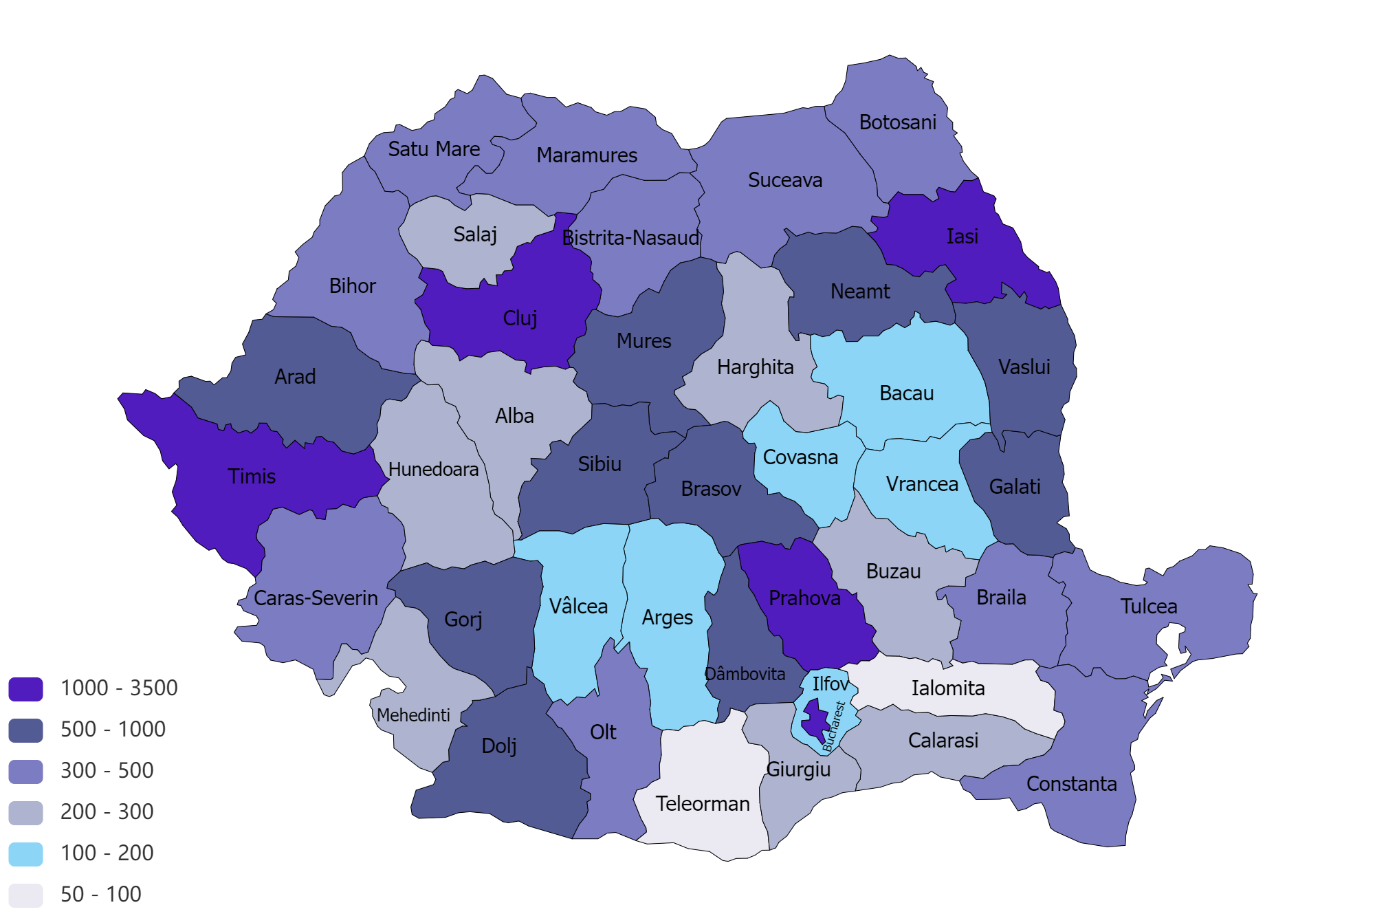 Botosani
Satu Mare
Maramures
Suceava
Salaj
Bistrita-Nasaud
Iasi
Bihor
Neamt
Cluj
Mures
Harghita
Vaslui
Arad
Bacau
Alba
Covasna
Sibiu
Hunedoara
Timis
Brasov
Vrancea
Galati
Buzau
Caras-Severin
Vâlcea
Prahova
Braila
Tulcea
Gorj
Arges
Dâmbovita
Ilfov
Ialomita
Mehedinti
Bucharest
Olt
Calarasi
Dolj
Giurgiu
Constanta
Teleorman
1000 - 3500
500 - 1000
300 - 500
200 - 300
100 - 200
50 - 100